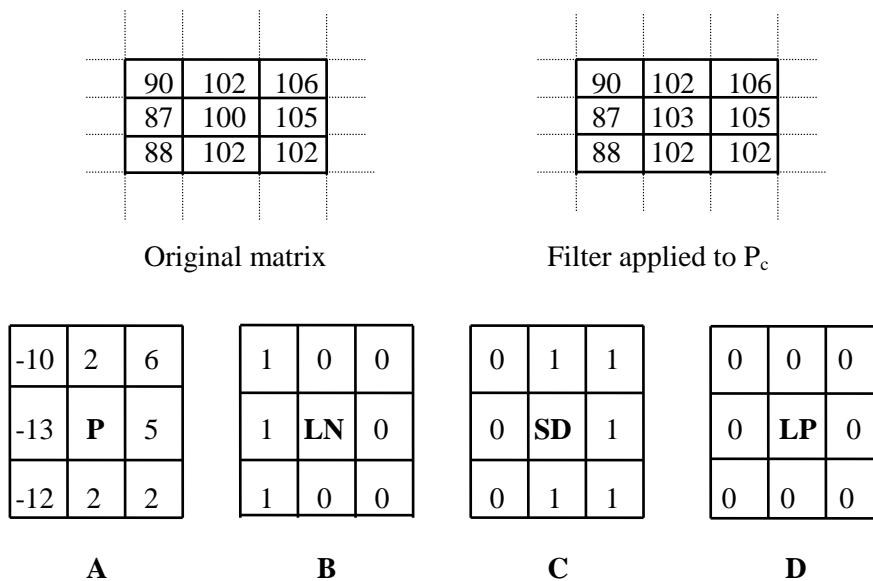 90 102 106 90 102 106
87 100 105 87 103 105
88 102 102 88 102 102
Original matrix Filter applied to Pc
-10 2 6 1 0 0 0 1 1 0 0 0
-13 P 5 1 LN 0 0 SD 1 0 LP 0
-12 2 2 1 0 0 0 1 1 0 0 0
A B C D